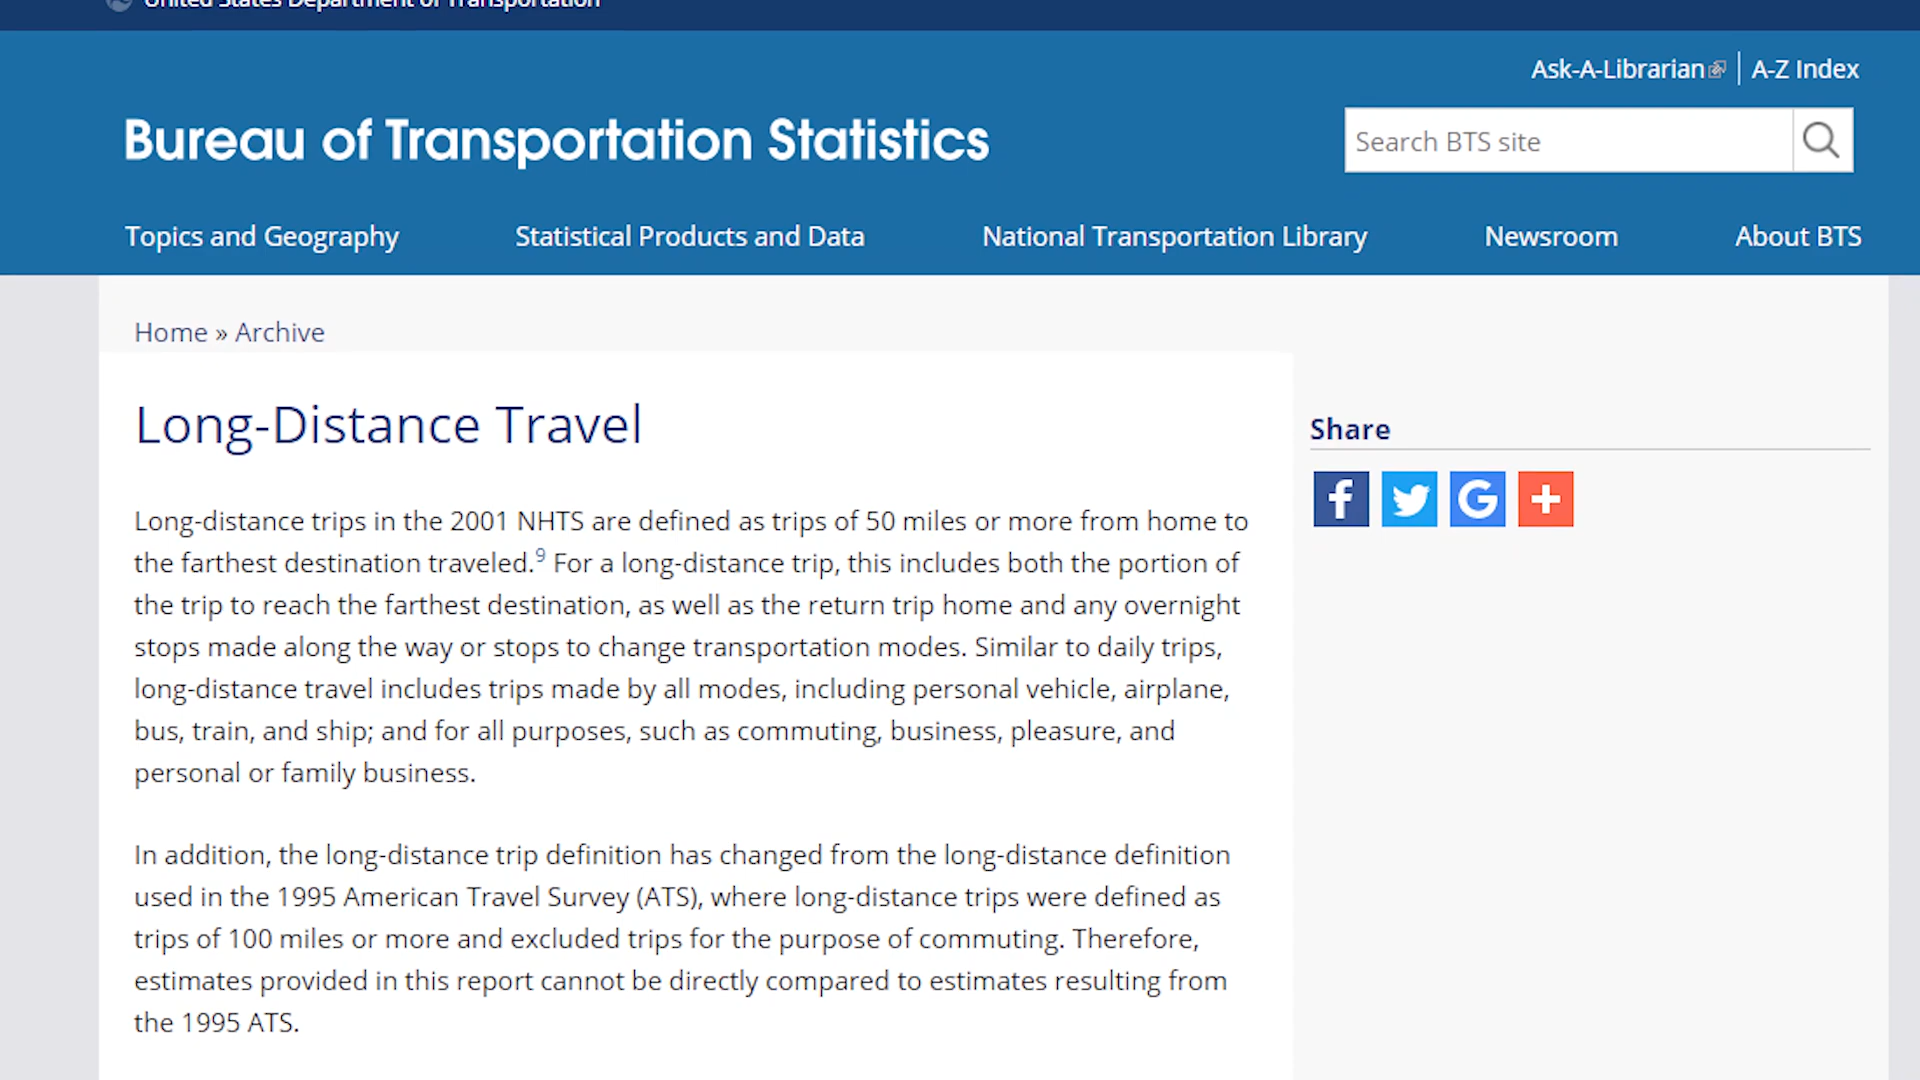 United States Department of Transportation
Ask-A-Librarian | A-Z Index
Bureau of Transportation Statistics
Search BTS site
Topics and Geography
Statistical Products and Data
National Transportation Library
Newsroom
About BTS
Home » Archive
Long-Distance Travel
Share
Long-distance trips in the 2001 NHTS are defined as trips of 50 miles or more from home to
the farthest destination traveled.9 For a long-distance trip, this includes both the portion of
the trip to reach the farthest destination, as well as the return trip home and any overnight
stops made along the way or stops to change transportation modes. Similar to daily trips,
long-distance travel includes trips made by all modes, including personal vehicle, airplane,
bus, train, and ship; and for all purposes, such as commuting, business, pleasure, and
personal or family business.
In addition, the long-distance trip definition has changed from the long-distance definition
used in the 1995 American Travel Survey (ATS), where long-distance trips were defined as
trips of 100 miles or more and excluded trips for the purpose of commuting. Therefore,
estimates provided in this report cannot be directly compared to estimates resulting from
the 1995 ATS.